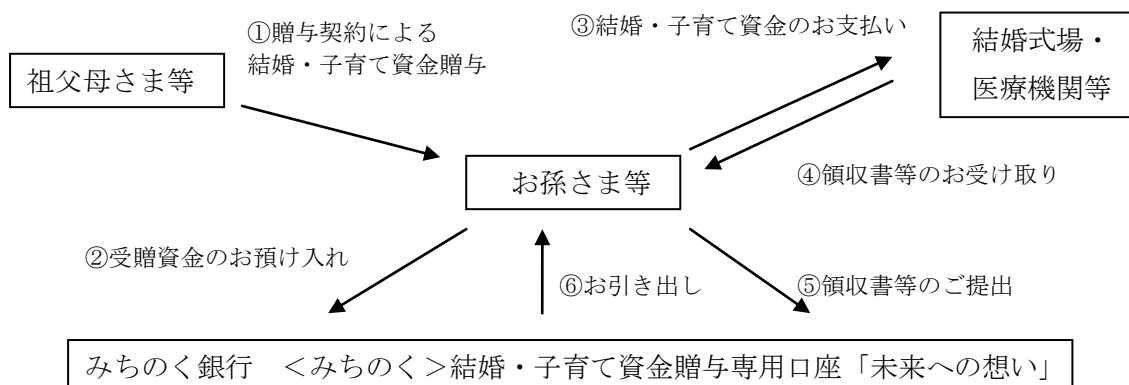 ①贈与契約による
結婚・子育て資金贈与
祖父母さま等
③結婚・子育て資金のお支払い
結婚式場・
医療機関等
お孫さま等
④領収書等のお受け取り
②受贈資金のお預け入れ
⑥お引き出し
⑤領収書等のご提出
みちのく銀行　＜みちのく＞結婚・子育て資金贈与専用口座「未来への想い」